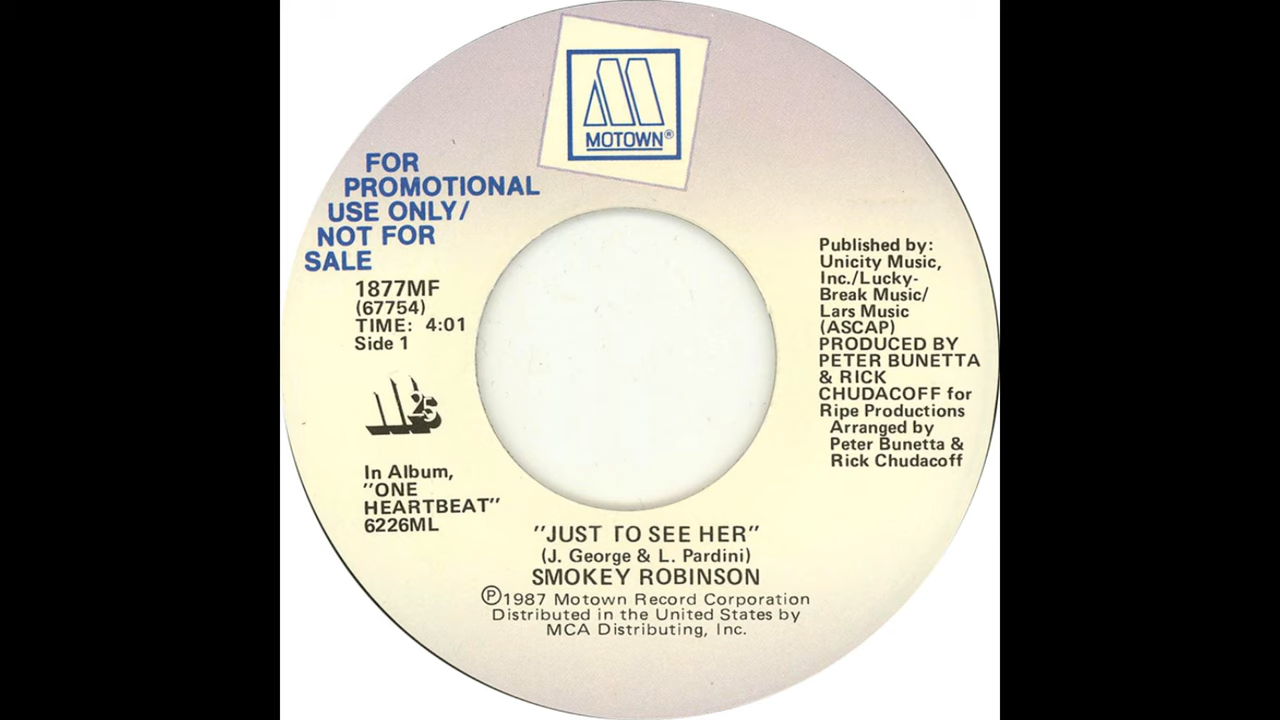 MOTOWN®
FOR
PROMOTIONAL
USE ONLY/
NOT FOR
SALE
1877MF
(67754)
TIME: 4:01
Side 1
M25
In Album,
"ONE
HEARTBEAT"
6226ML
Published by:
Unicity Music,
Inc./Lucky-
Break Music/
Lars Music
(ASCAP)
PRODUCED BY
PETER BUNETTA
& RICK
CHUDACOFF for
Ripe Productions
Arranged by
Peter Bunetta &
Rick Chudacoff
"JUST TO SEE HER"
(J. George & L. Pardini)
SMOKEY ROBINSON
Ⓟ1987 Motown Record Corporation
Distributed in the United States by
MCA Distributing, Inc.